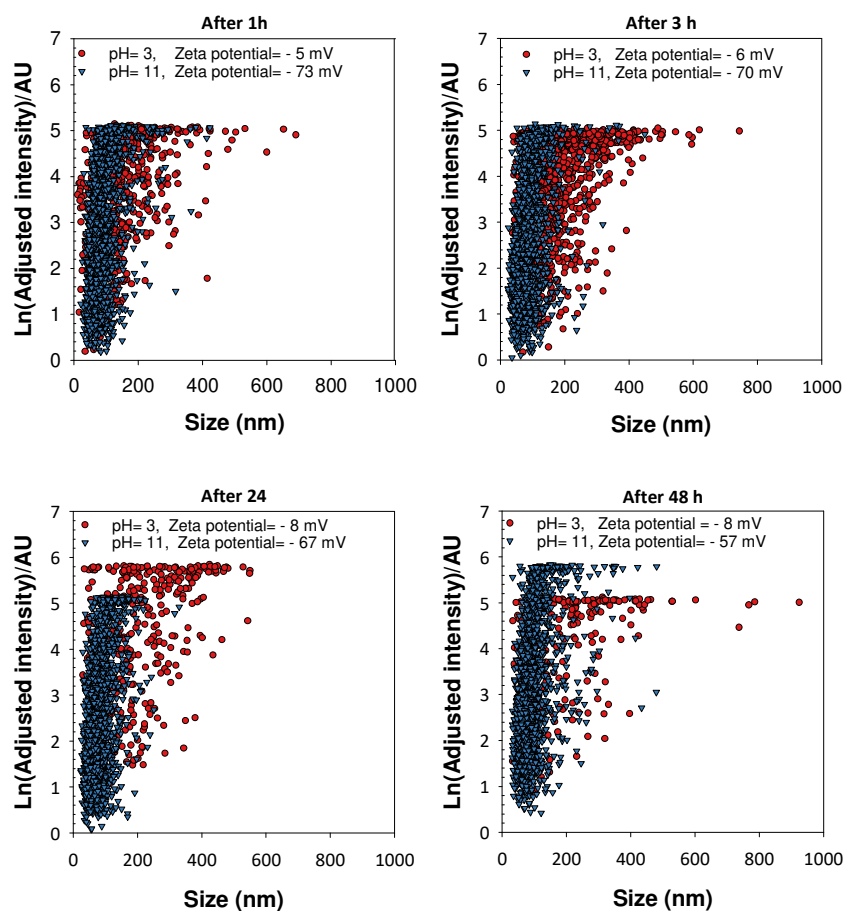 After 1h
pH= 3, Zeta potential= - 5 mV
pH= 11, Zeta potential= - 73 mV
Ln(Adjusted intensity)/AU
7
6
5
4
3
2
1
0
0 200 400 600 800 1000
Size (nm)
After 3 h
pH= 3, Zeta potential= - 6 mV
pH= 11, Zeta potential= - 70 mV
Ln(Adjusted intensity)/AU
7
6
5
4
3
2
1
0
0 200 400 600 800 1000
Size (nm)
After 24
pH= 3, Zeta potential= - 8 mV
pH= 11, Zeta potential= - 67 mV
Ln(Adjusted intensity)/AU
7
6
5
4
3
2
1
0
0 200 400 600 800 1000
Size (nm)
After 48 h
pH= 3, Zeta potential = - 8 mV
pH= 11, Zeta potential= - 57 mV
Ln(Adjusted intensity)/AU
7
6
5
4
3
2
1
0
0 200 400 600 800 1000
Size (nm)